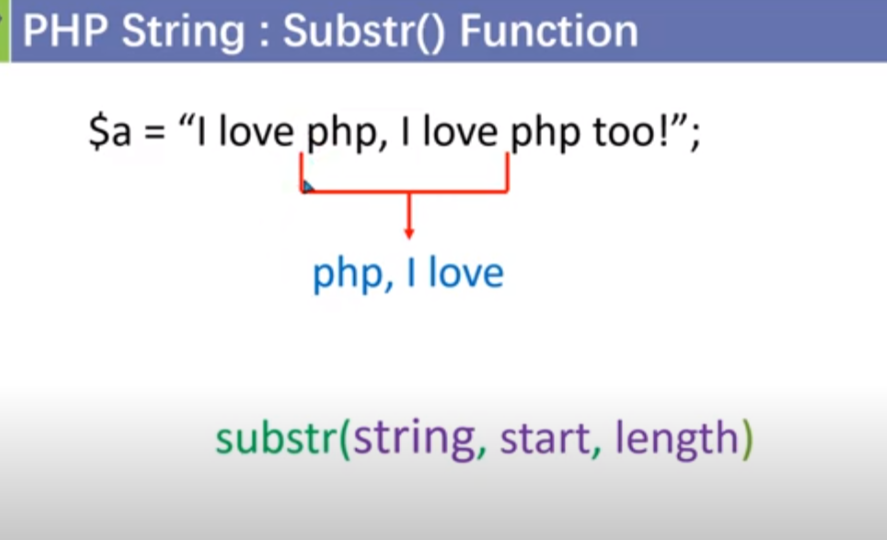 PHP String : Substr() Function
$a = “I love php, I love php too!”;
php, I love
substr(string, start, length)